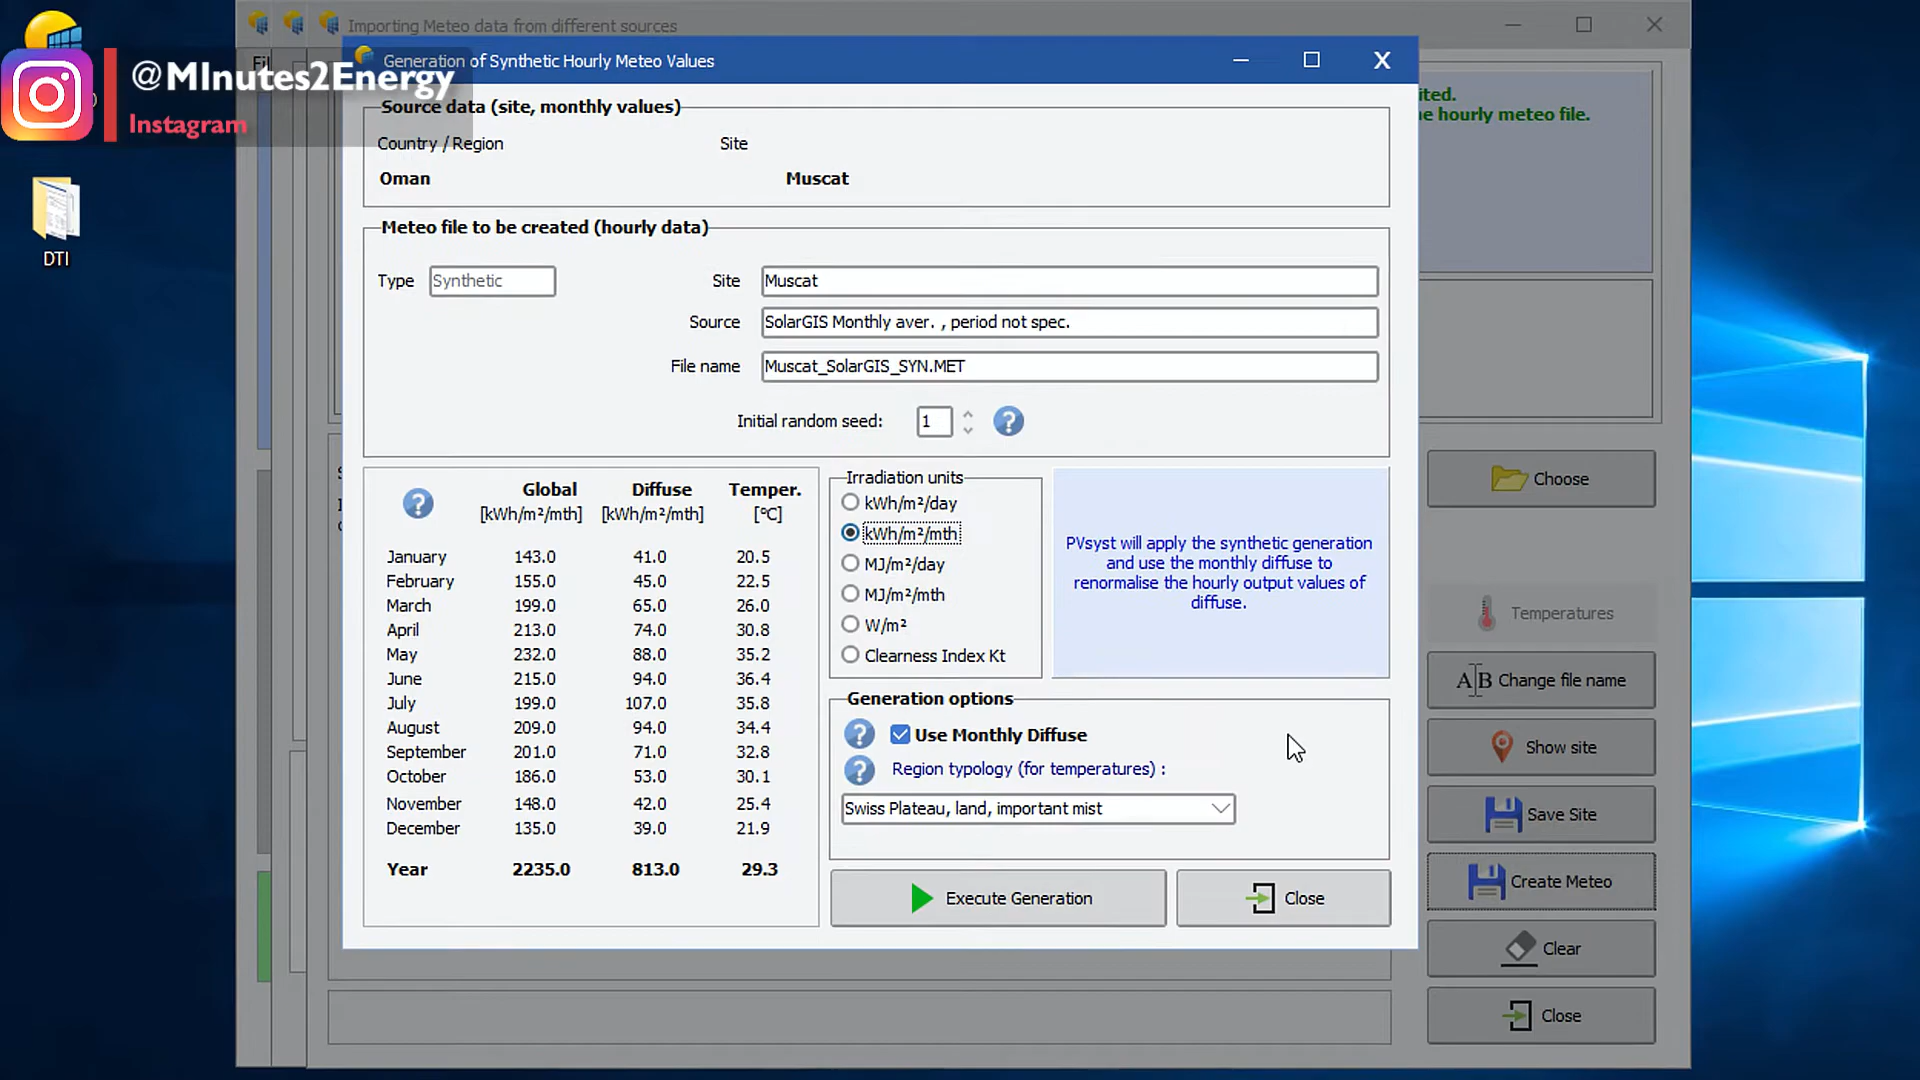 Importing Meteo data from different sources
Fil
@MInutes2Energy
Instagram
DTI
Generation of Synthetic Hourly Meteo Values
Source data (site, monthly values)
Country / Region
Site
Oman
Muscat
Meteo file to be created (hourly data)
Type
Synthetic
Site
Muscat
Source
SolarGIS Monthly aver. , period not spec.
File name
Muscat_SolarGIS_SYN.MET
Initial random seed:
1
Global Diffuse Temper.
[kWh/m²/mth] [kWh/m²/mth] [°C]
January 143.0 41.0 20.5
February 155.0 45.0 22.5
March 199.0 65.0 26.0
April 213.0 74.0 30.8
May 232.0 88.0 35.2
June 215.0 94.0 36.4
July 199.0 107.0 35.8
August 209.0 94.0 34.4
September 201.0 71.0 32.8
October 186.0 53.0 30.1
November 148.0 42.0 25.4
December 135.0 39.0 21.9
Year 2235.0 813.0 29.3
Irradiation units
kWh/m²/day
kWh/m²/mth
MJ/m²/day
MJ/m²/mth
W/m²
Clearness Index Kt
PVsyst will apply the synthetic generation
and use the monthly diffuse to
renormalise the hourly output values of
diffuse.
Generation options
Use Monthly Diffuse
Region typology (for temperatures) :
Swiss Plateau, land, important mist
Execute Generation
Close
ited.
e hourly meteo file.
Choose
Temperatures
Change file name
Show site
Save Site
Create Meteo
Clear
Close